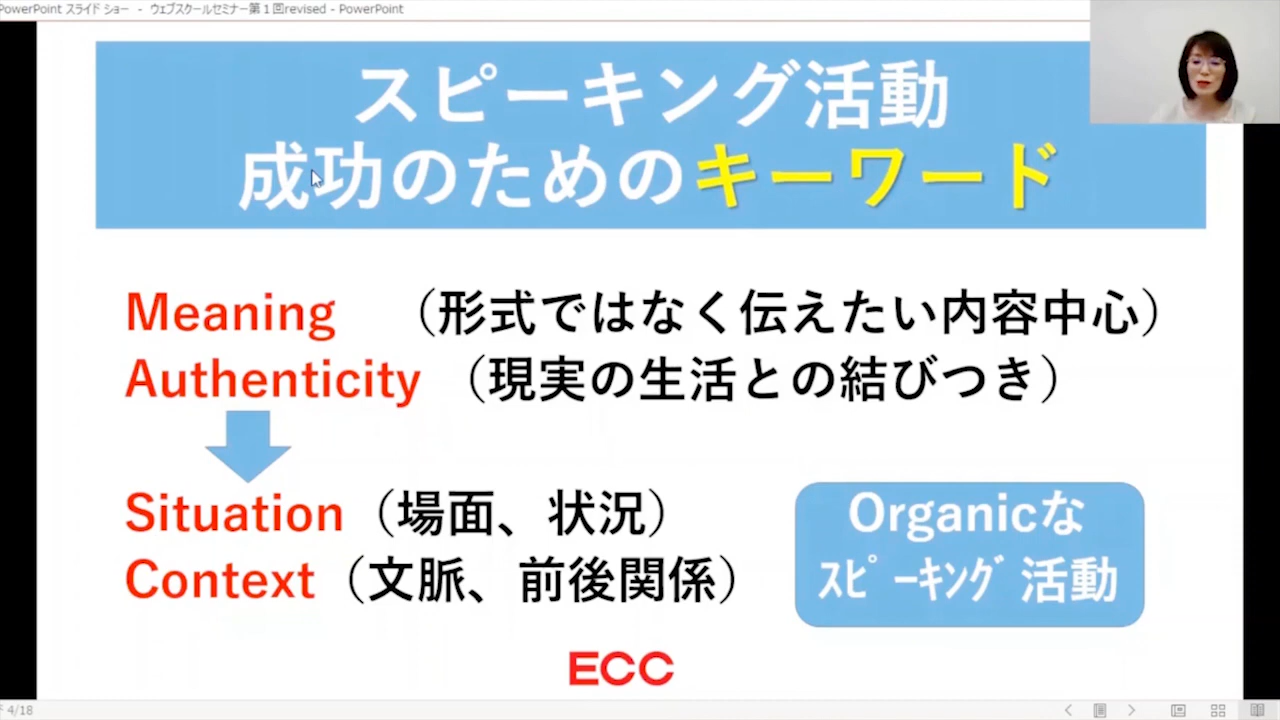 PowerPoint スライド ショー - ウェブスクールセミナー第１回revised - PowerPoint
スピーキング活動
成功のためのキーワード
Meaning （形式ではなく伝えたい内容中心）
Authenticity （現実の生活との結びつき）
Situation（場面、状況）
Context（文脈、前後関係）
Organicな
ｽﾋﾟｰｷﾝｸﾞ活動
ECC
4/18